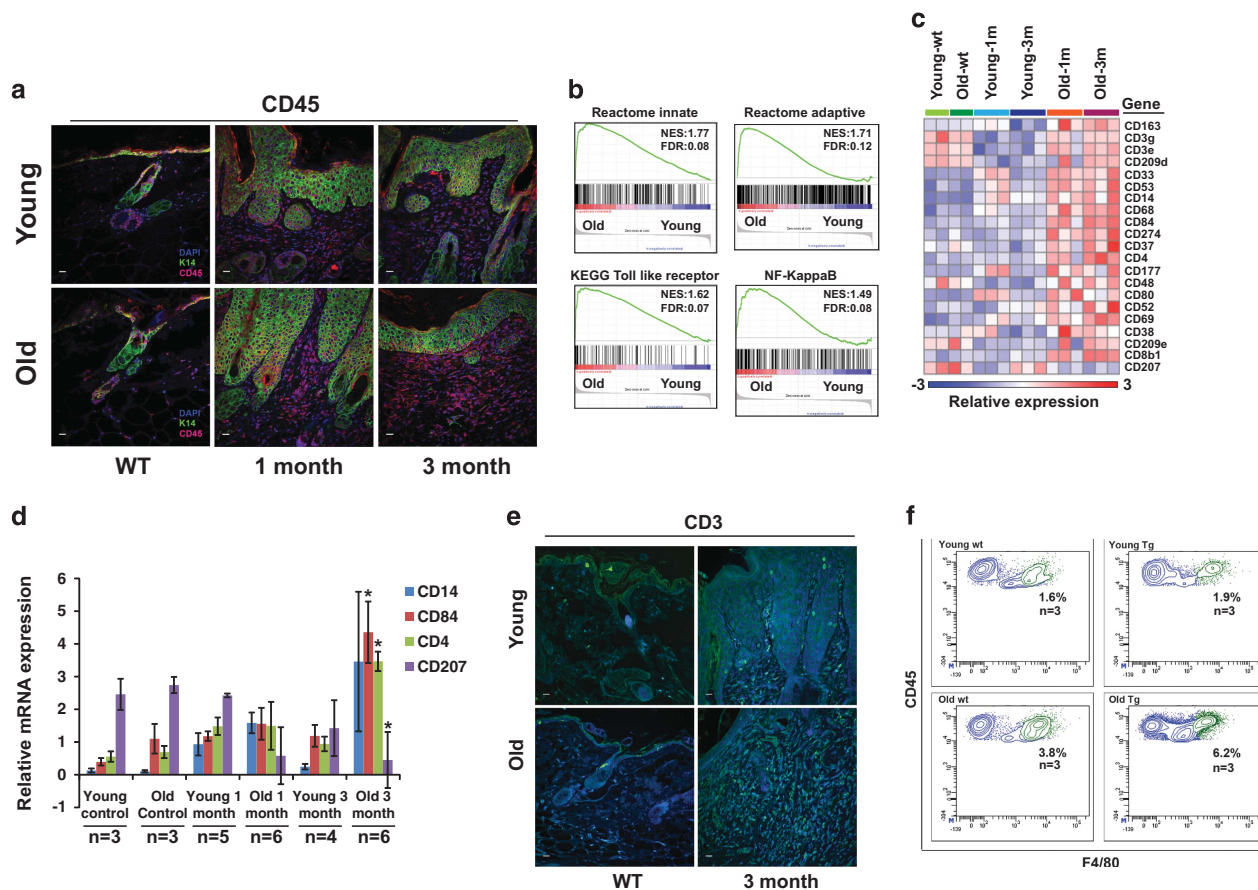 a
CD45
Young
Old
DAPI
K14
CD45
DAPI
K14
CD45
WT
1 month
3 month
b
Reactome innate
NES:1.77
FDR:0.08
Old
Young
Reactome adaptive
NES:1.71
FDR:0.12
Old
Young
KEGG Toll like receptor
NES:1.62
FDR:0.07
Old
Young
NF-KappaB
NES:1.49
FDR:0.08
Old
Young
c
Young-wt
Old-wt
Young-1m
Young-3m
Old-1m
Old-3m
Gene
CD163
CD3g
CD3e
CD209d
CD33
CD53
CD14
CD68
CD84
CD274
CD37
CD4
CD177
CD48
CD80
CD52
CD69
CD38
CD209e
CD8b1
CD207
-3
3
Relative expression
d
Relative mRNA expression
6
5
4
3
2
1
0
-1
CD14
CD84
CD4
CD207
*
*
*
Young control
Old Control
Young 1 month
Old 1 month
Young 3 month
Old 3 month
n=3
n=3
n=5
n=6
n=4
n=6
e
CD3
Young
Old
WT
3 month
f
CD45
Young wt
1.6%
n=3
Young Tg
1.9%
n=3
Old wt
3.8%
n=3
Old Tg
6.2%
n=3
F4/80